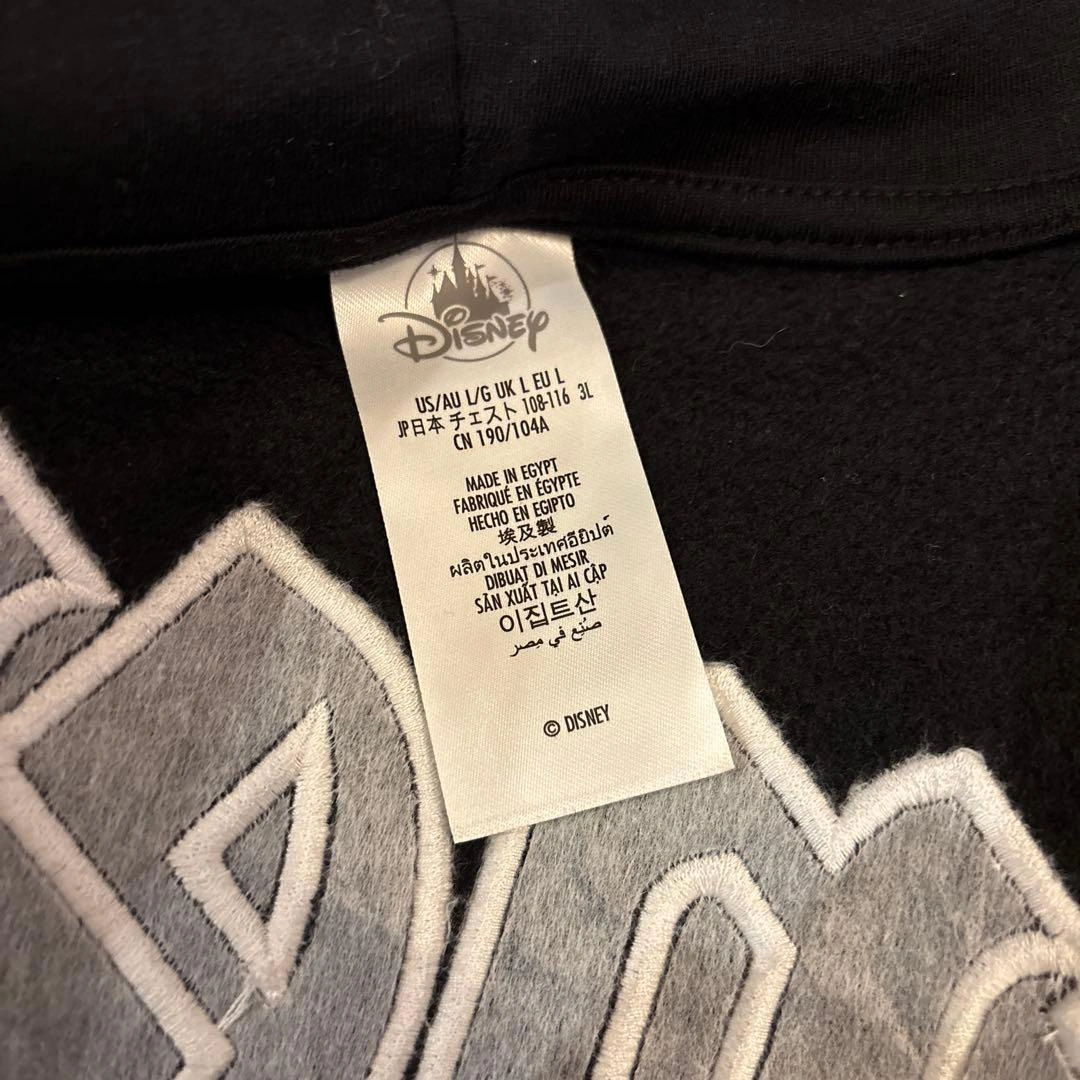 Disney
US/AU L/G UK L EU L
JP日本 チェスト 108-116 3L
CN 190/104A
MADE IN EGYPT
FABRIQUÉ EN ÉGYPTE
HECHO EN EGIPTO
埃及製
ผลิตในประเทศอียิปต์
DIBUAT DI MESIR
SẢN XUẤT TẠI AI CẬP
이집트산
صُنِع في مِصر
© DISNEY